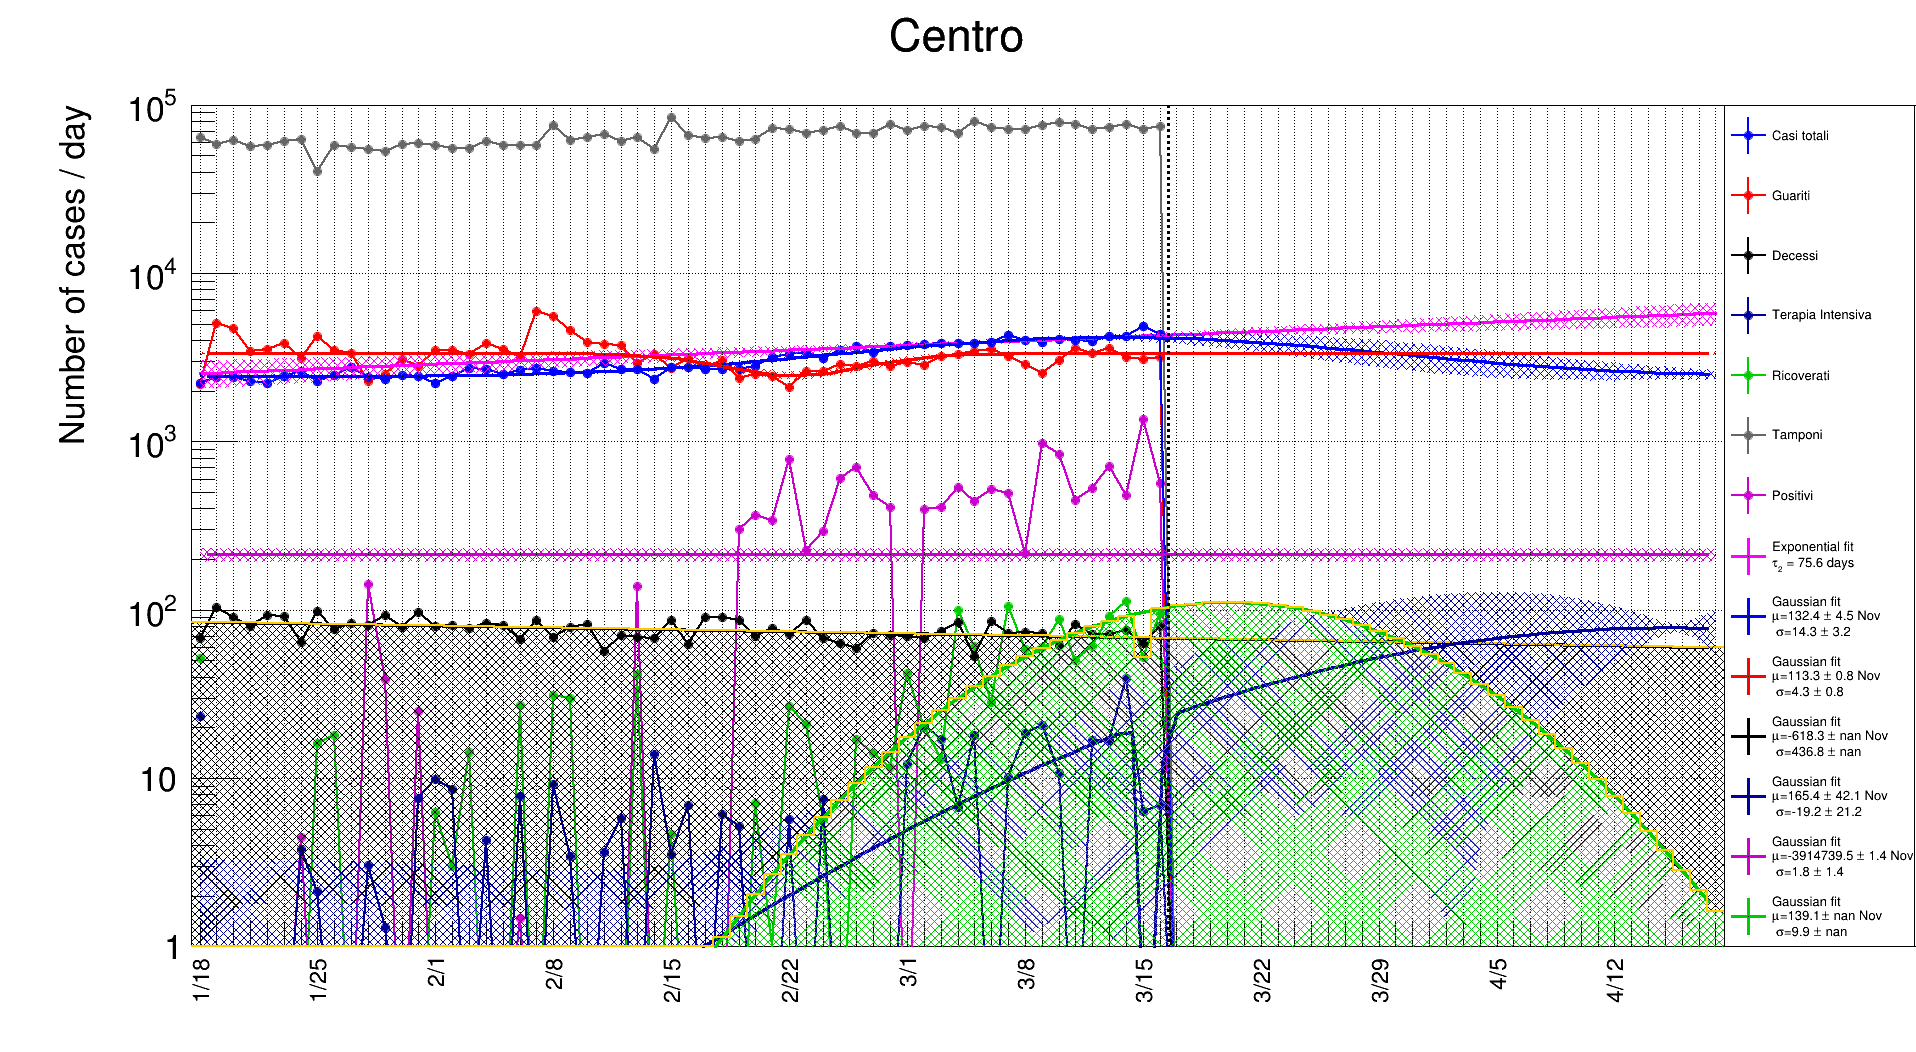 Centro
Number of cases / day
10^5
10^4
10^3
10^2
10
1
1/18 1/25 2/1 2/8 2/15 2/22 3/1 3/8 3/15 3/22 3/29 4/5 4/12
Casi totali
Guariti
Decessi
Terapia Intensiva
Ricoverati
Tamponi
Positivi
Exponential fit
τ₂ = 75.6 days
Gaussian fit
μ=132.4 ± 4.5 Nov
σ=14.3 ± 3.2
Gaussian fit
μ=113.3 ± 0.8 Nov
σ=4.3 ± 0.8
Gaussian fit
μ=-618.3 ± nan Nov
σ=436.8 ± nan
Gaussian fit
μ=165.4 ± 42.1 Nov
σ=-19.2 ± 21.2
Gaussian fit
μ=-3914739.5 ± 1.4 Nov
σ=1.8 ± 1.4
Gaussian fit
μ=139.1 ± nan Nov
σ=9.9 ± nan